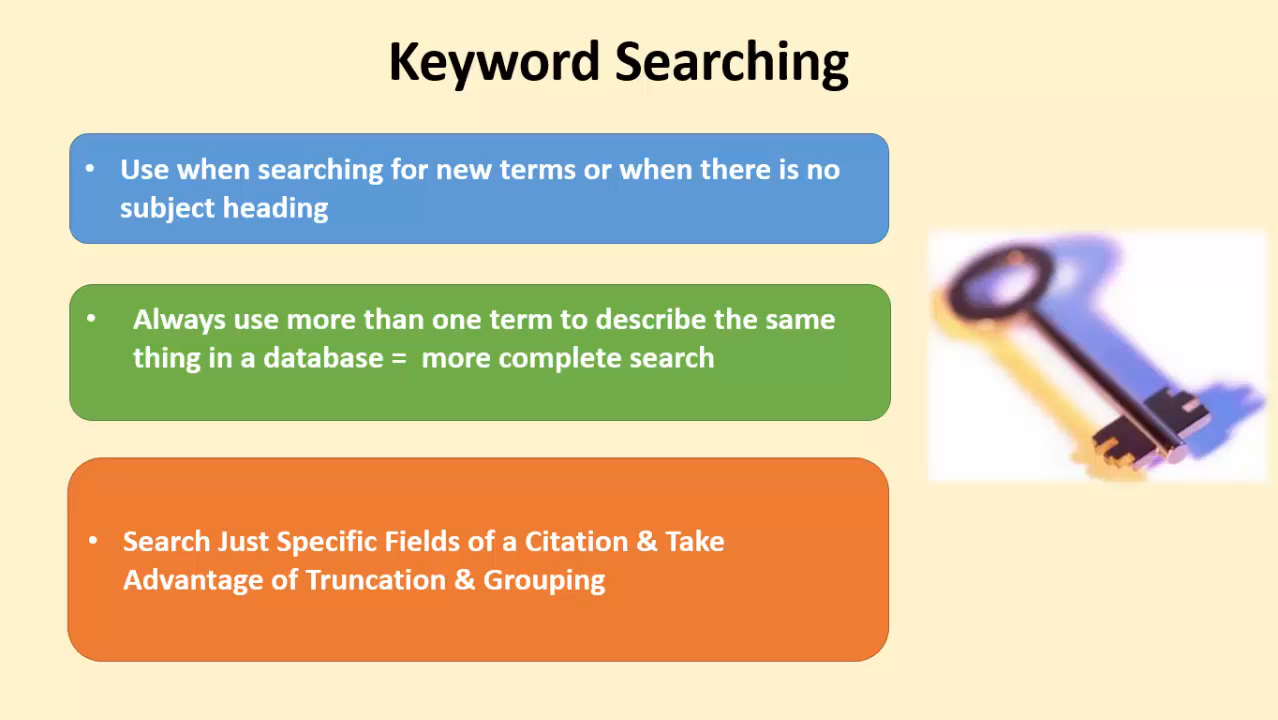 Keyword Searching
• Use when searching for new terms or when there is no
subject heading
• Always use more than one term to describe the same
thing in a database = more complete search
• Search Just Specific Fields of a Citation & Take
Advantage of Truncation & Grouping